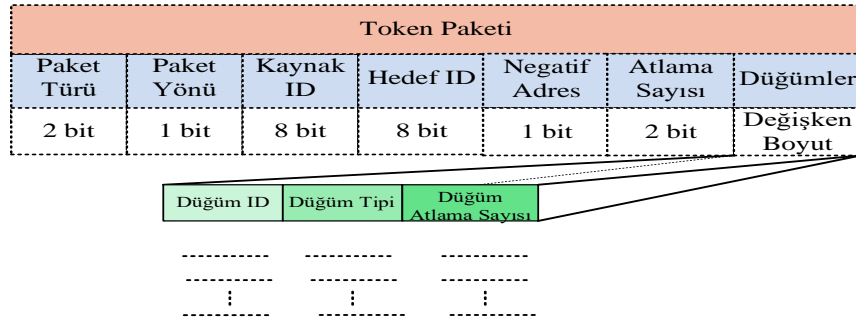 Token Paketi
Paket Türü
Paket Yönü
Kaynak ID
Hedef ID
Negatif Adres
Atlama Sayısı
Düğümler
2 bit
1 bit
8 bit
8 bit
1 bit
2 bit
Değişken Boyut
Düğüm ID
Düğüm Tipi
Düğüm Atlama Sayısı